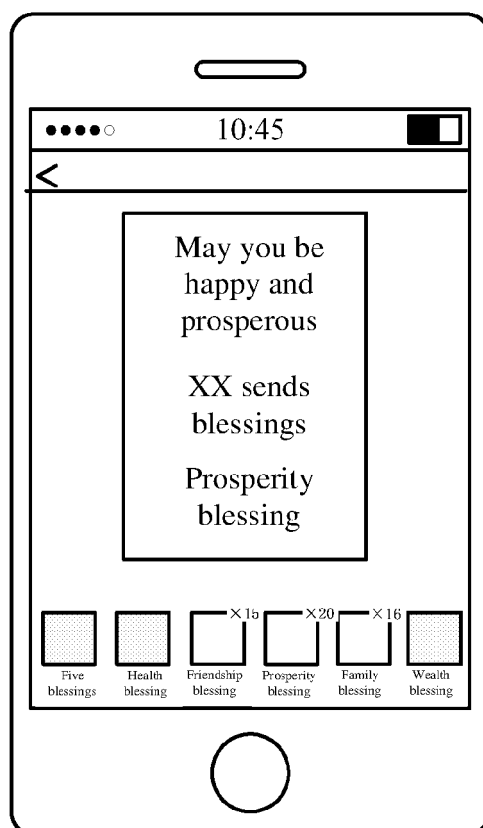 10:45
<
May you be
happy and
prosperous
XX sends
blessings
Prosperity
blessing
×15 ×20 ×16
Five Health Friendship Prosperity Family Wealth
blessings blessing blessing blessing blessing blessing